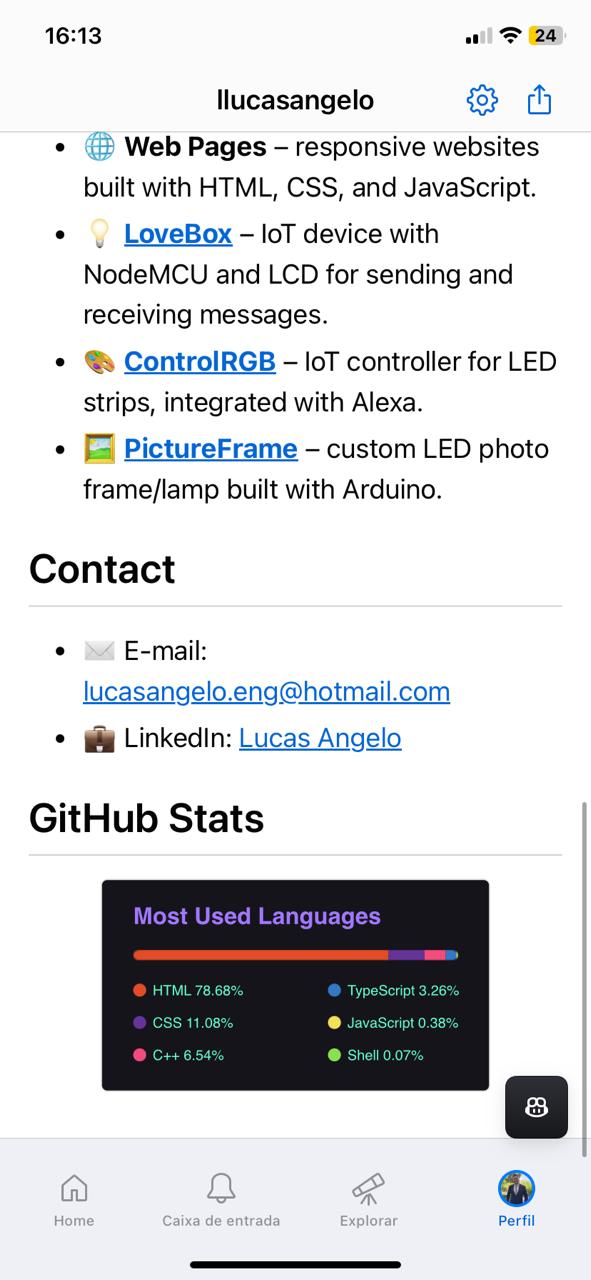 16:13
24
llucasangelo
• 🌐 Web Pages – responsive websites
built with HTML, CSS, and JavaScript.
• 💡 LoveBox – IoT device with
NodeMCU and LCD for sending and
receiving messages.
• 🎨 ControlRGB – IoT controller for LED
strips, integrated with Alexa.
• 🖼️ PictureFrame – custom LED photo
frame/lamp built with Arduino.
Contact
• ✉️ E-mail:
lucasangelo.eng@hotmail.com
• 💼 LinkedIn: Lucas Angelo
GitHub Stats
Most Used Languages
HTML 78.68%
CSS 11.08%
C++ 6.54%
TypeScript 3.26%
JavaScript 0.38%
Shell 0.07%
Home
Caixa de entrada
Explorar
Perfil